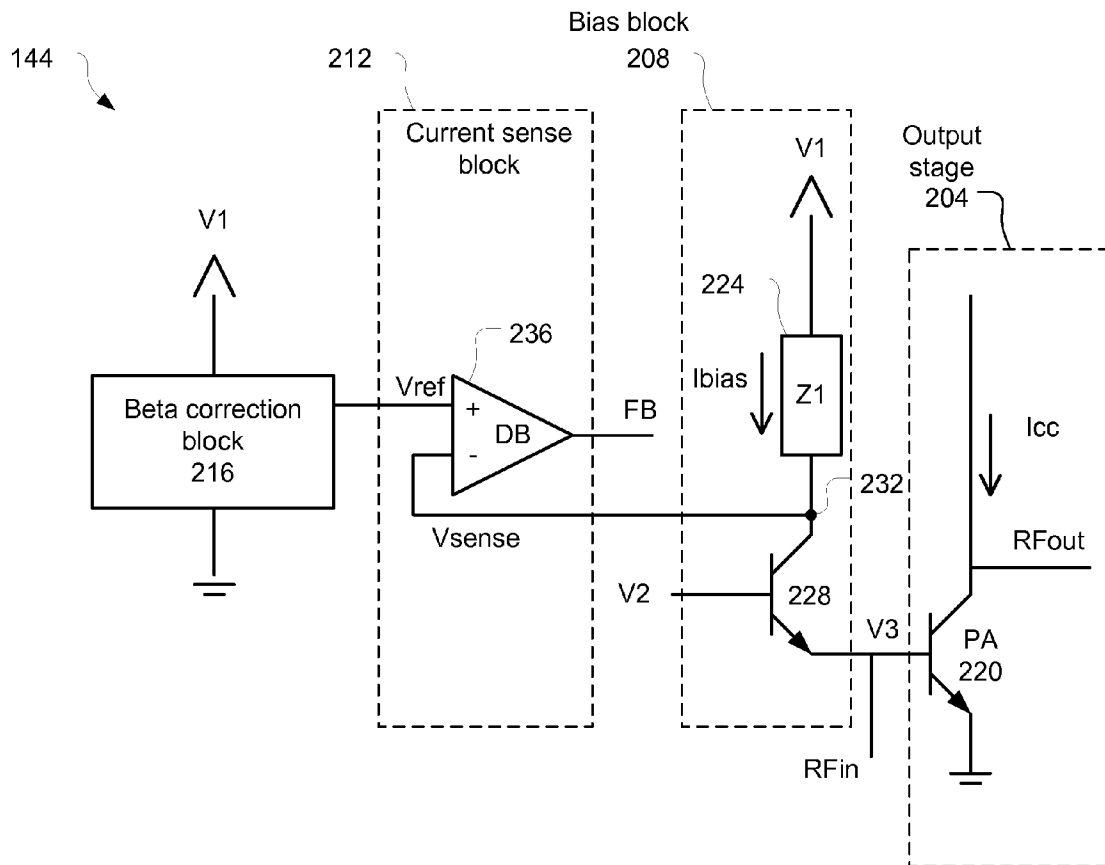 Bias block
144
212
208
Current sense
block
Output
stage
204
V1
V1
224
236
Vref
+
DB
-
FB
Ibias
Z1
Icc
Beta correction
block
216
232
Vsense
RFout
V2
228
V3
PA
220
RFin